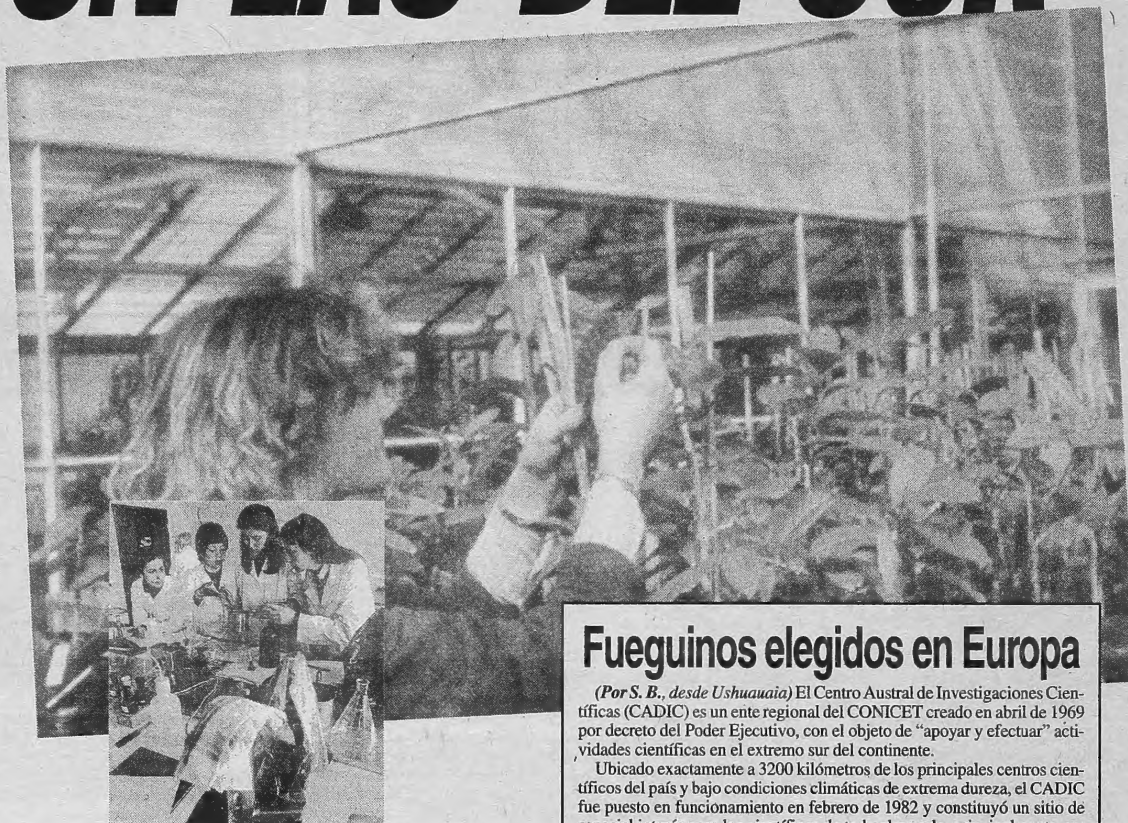 DEL SUR
Fueguinos elegidos en Europa
(Por S. B., desde Ushuauaia) El Centro Austral de Investigaciones Cien-
tíficas (CADIC) es un ente regional del CONICET creado en abril de 1969
por decreto del Poder Ejecutivo, con el objeto de "apoyar y efectuar" acti-
vidades científicas en el extremo sur del continente.
Ubicado exactamente a 3200 kilómetros de los principales centros cien-
tíficos del país y bajo condiciones climáticas de extrema dureza, el CADIC
fue puesto en funcionamiento en febrero de 1982 y constituyó un sitio de